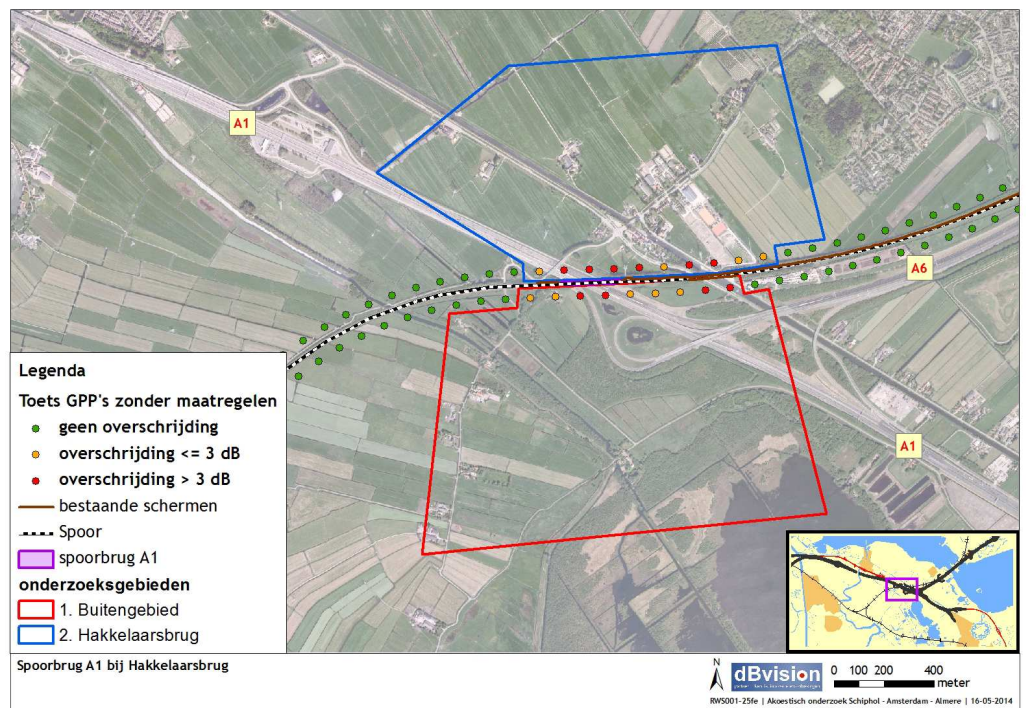 A1
A6
A1
Legenda
Toets GPP's zonder maatregelen
geen overschrijding
overschrijding <= 3 dB
overschrijding > 3 dB
bestaande schermen
Spoor
spoorbrug A1
onderzoeksgebieden
1. Buitengebied
2. Hakkelaarsbrug
Spoorbrug A1 bij Hakkelaarsbrug
N
dBvision
0 100 200 400
meter
RWS001-25fe | Akoestisch onderzoek Schiphol - Amsterdam - Almere | 16-05-2014